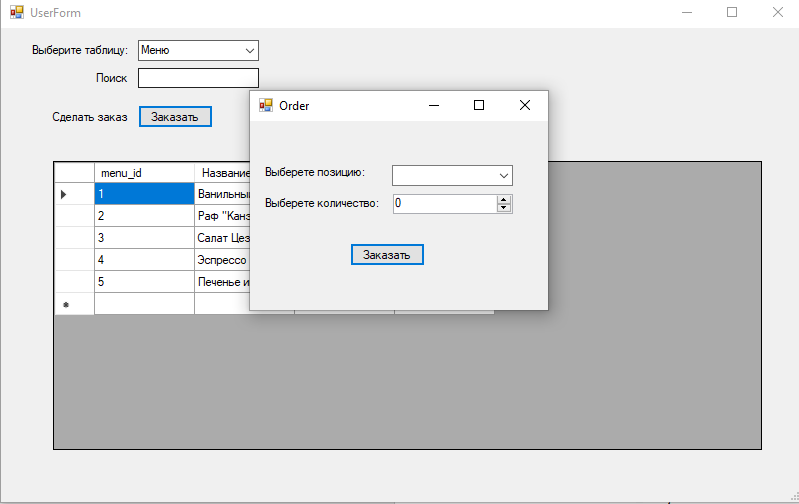 UserForm
Выберите таблицу: Меню
Поиск
Сделать заказ Заказать
Order
Выберете позицию:
Выберете количество: 0
Заказать
menu_id Название
1 Ванильный
2 Раф "Канз
3 Салат Цез
4 Эспрессо
5 Печенье и